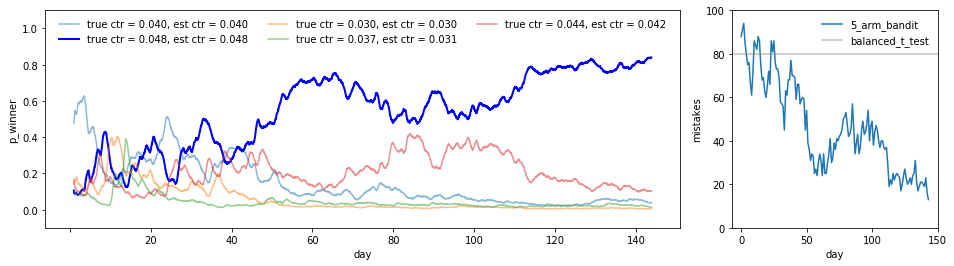 true ctr = 0.040, est ctr = 0.040
true ctr = 0.048, est ctr = 0.048
true ctr = 0.030, est ctr = 0.030
true ctr = 0.037, est ctr = 0.031
true ctr = 0.044, est ctr = 0.042
1.0
0.8
0.6
0.4
0.2
0.0
p_winner
20
40
60
80
100
120
140
day
5_arm_bandit
balanced_t_test
100
80
60
40
20
0
mistakes
0
50
100
150
day